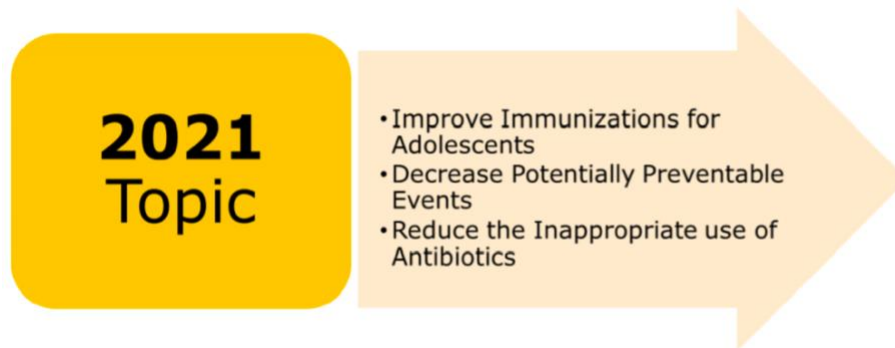 2021
Topic
•Improve Immunizations for
Adolescents
•Decrease Potentially Preventable
Events
•Reduce the Inappropriate use of
Antibiotics